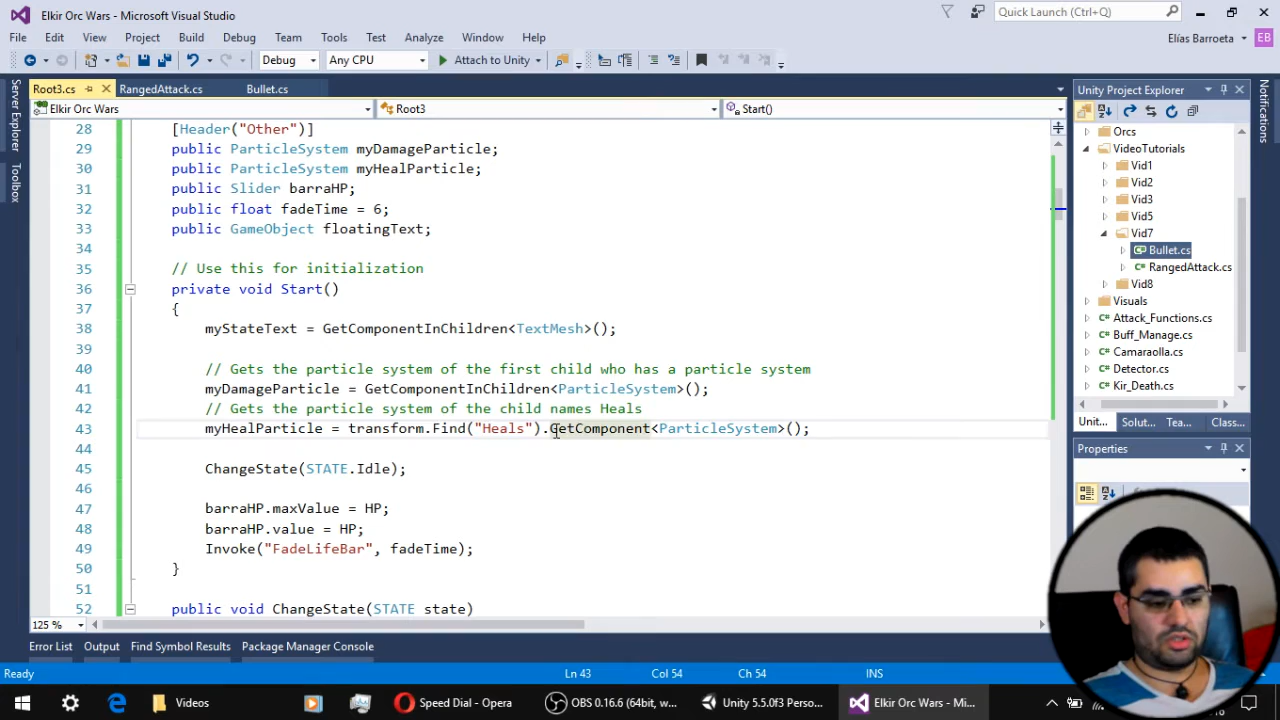 Elkir Orc Wars - Microsoft Visual Studio
Quick Launch (Ctrl+Q)
File Edit View Project Build Debug Team Tools Test Analyze Window Help
Elías Barroeta EB
Debug Any CPU Attach to Unity
Server Explorer
Toolbox
Notifications
Root3.cs RangedAttack.cs Bullet.cs
Elkir Orc Wars Root3 Start()
28 [Header("Other")]
29 public ParticleSystem myDamageParticle;
30 public ParticleSystem myHealParticle;
31 public Slider barraHP;
32 public float fadeTime = 6;
33 public GameObject floatingText;
34
35 // Use this for initialization
36 private void Start()
37 {
38 myStateText = GetComponentInChildren<TextMesh>();
39
40 // Gets the particle system of the first child who has a particle system
41 myDamageParticle = GetComponentInChildren<ParticleSystem>();
42 // Gets the particle system of the child names Heals
43 myHealParticle = transform.Find("Heals").GetComponent<ParticleSystem>();
44
45 ChangeState(STATE.Idle);
46
47 barraHP.maxValue = HP;
48 barraHP.value = HP;
49 Invoke("FadeLifeBar", fadeTime);
50 }
51
52 public void ChangeState(STATE state)
125 %
Unity Project Explorer
Orcs
VideoTutorials
Vid1
Vid2
Vid3
Vid5
Vid7
Bullet.cs
RangedAttack.cs
Vid8
Visuals
Attack_Functions.cs
Buff_Manage.cs
Camaraolla.cs
Detector.cs
Kir_Death.cs
Unit... Solut... Tea... Class...
Properties
Error List Output Find Symbol Results Package Manager Console
Ready Ln 43 Col 54 Ch 54 INS
Videos Speed Dial - Opera OBS 0.16.6 (64bit, w... Unity 5.5.0f3 Perso... Elkir Orc Wars - Mi...